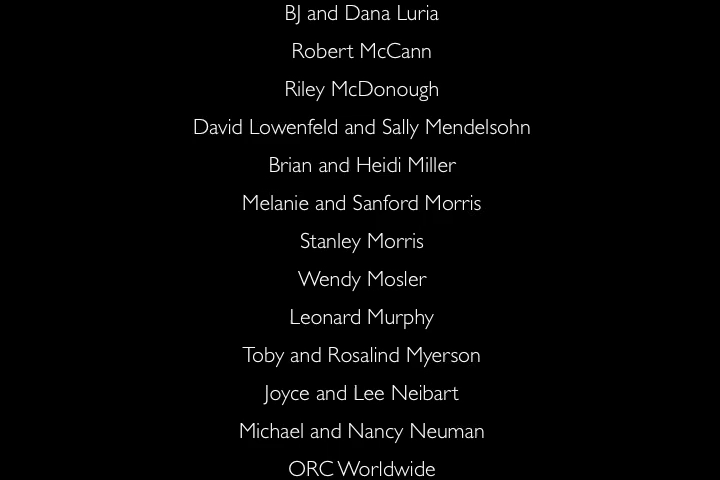 BJ and Dana Luria
Robert McCann
Riley McDonough
David Lowenfeld and Sally Mendelsohn
Brian and Heidi Miller
Melanie and Sanford Morris
Stanley Morris
Wendy Mosler
Leonard Murphy
Toby and Rosalind Myerson
Joyce and Lee Neibart
Michael and Nancy Neuman
ORC Worldwide